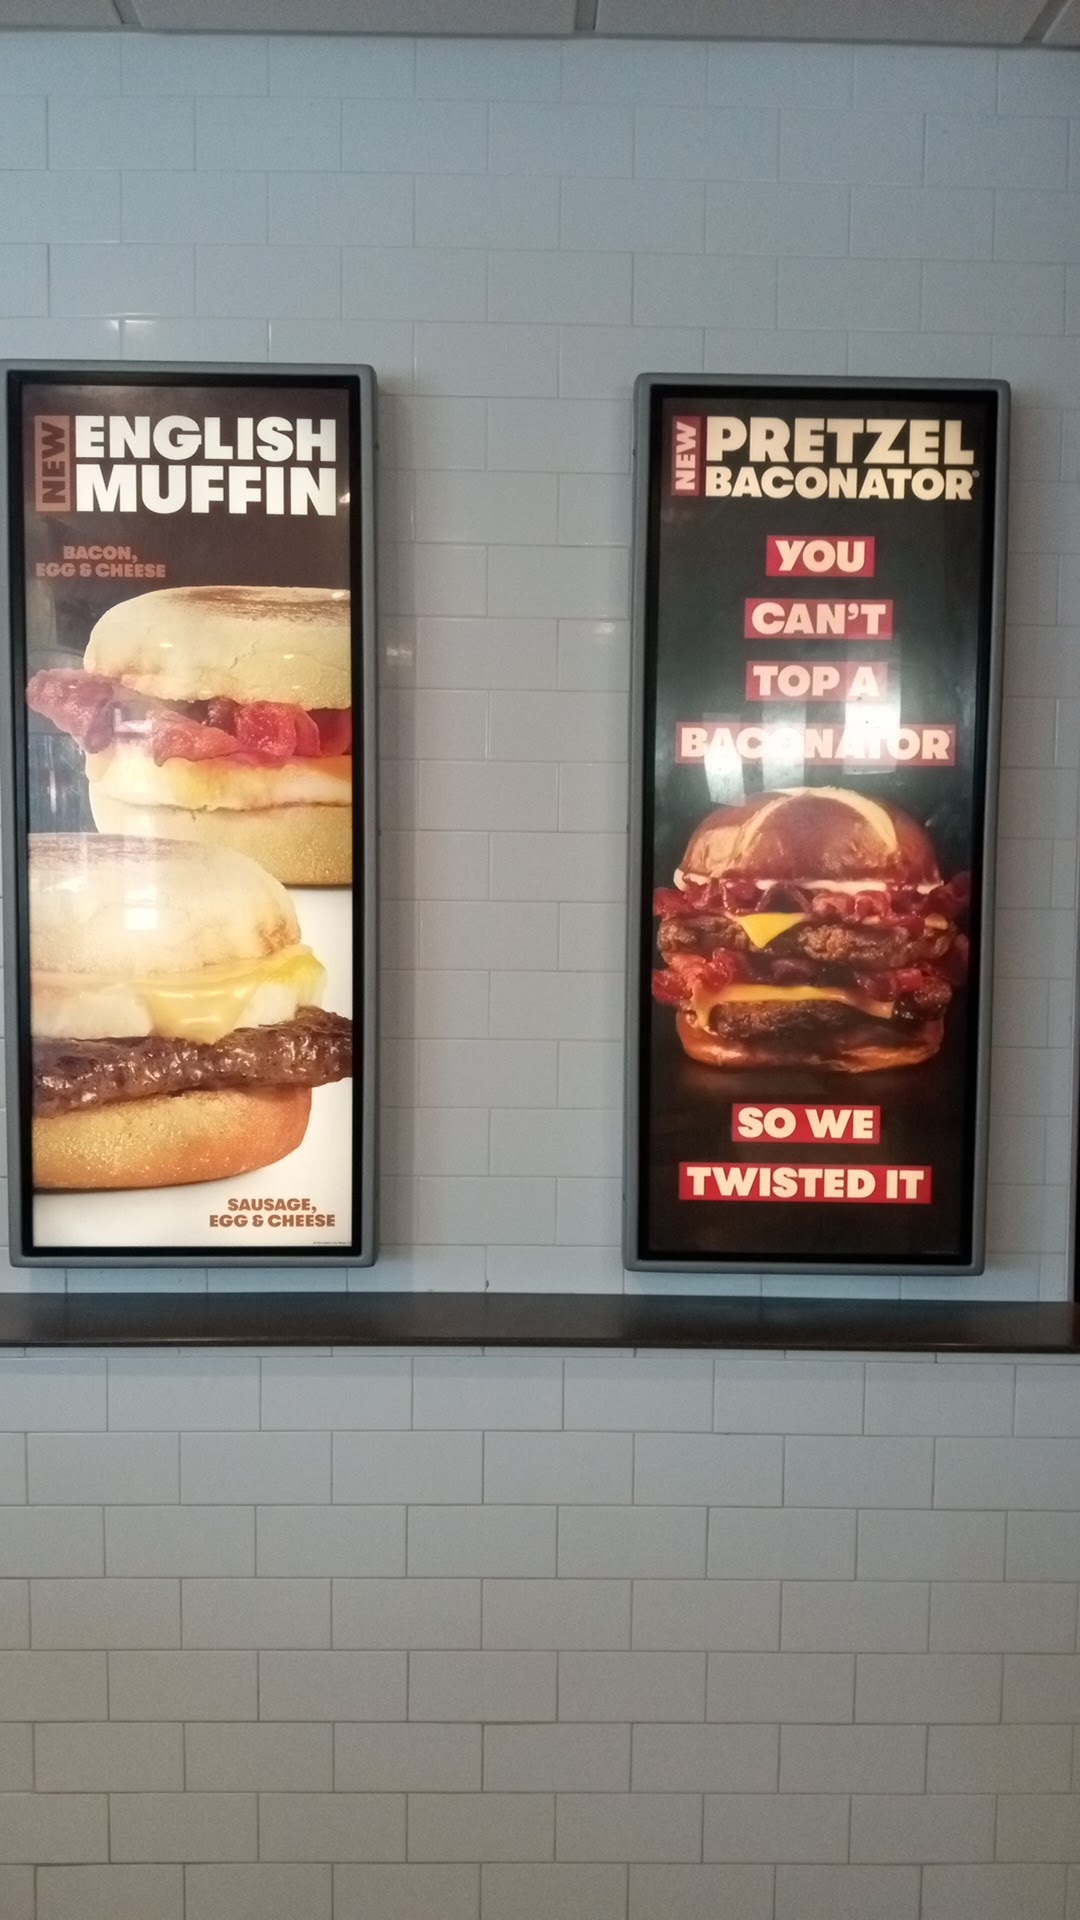 NEW
ENGLISH
MUFFIN
BACON,
EGG & CHEESE
SAUSAGE,
EGG & CHEESE
NEW
PRETZEL
BACONATOR®
YOU
CAN'T
TOP A
BACONATOR®
SO WE
TWISTED IT